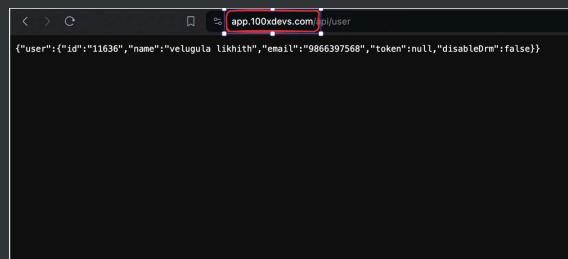 app.100xdevs.com/api/user
{"user":{"id":"11636","name":"velugula likhith","email":"9866397568","token":null,"disableDrm":false}}